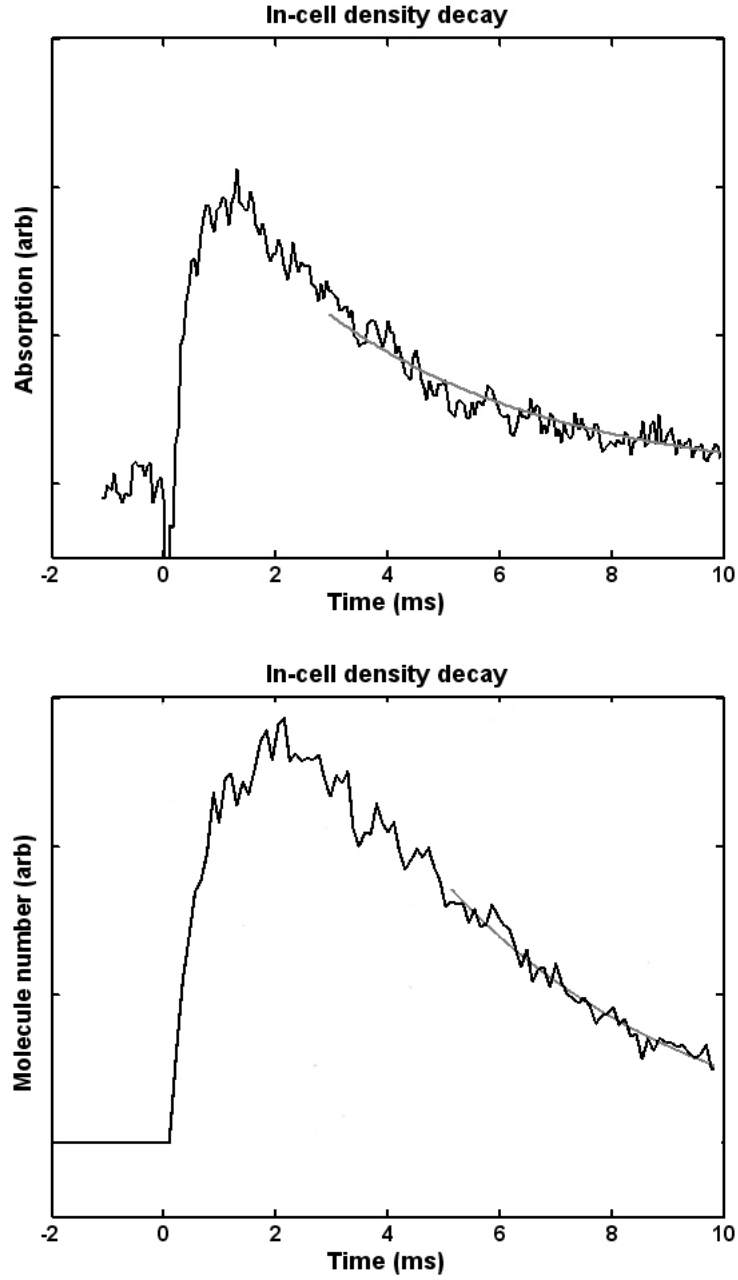 In-cell density decay
Absorption (arb)
-2 0 2 4 6 8 10
Time (ms)
In-cell density decay
Molecule number (arb)
-2 0 2 4 6 8 10
Time (ms)